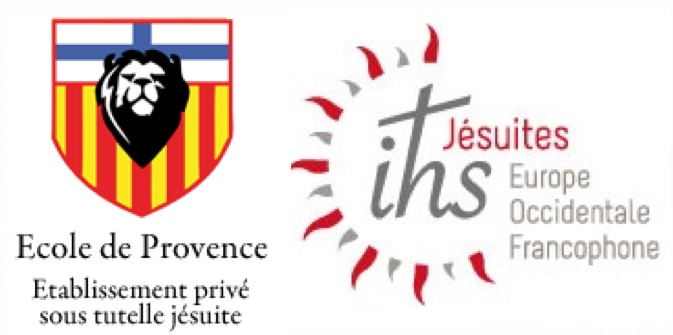 Ecole de Provence
Etablissement privé
sous tutelle jésuite
ihs
Jésuites
Europe
Occidentale
Francophone